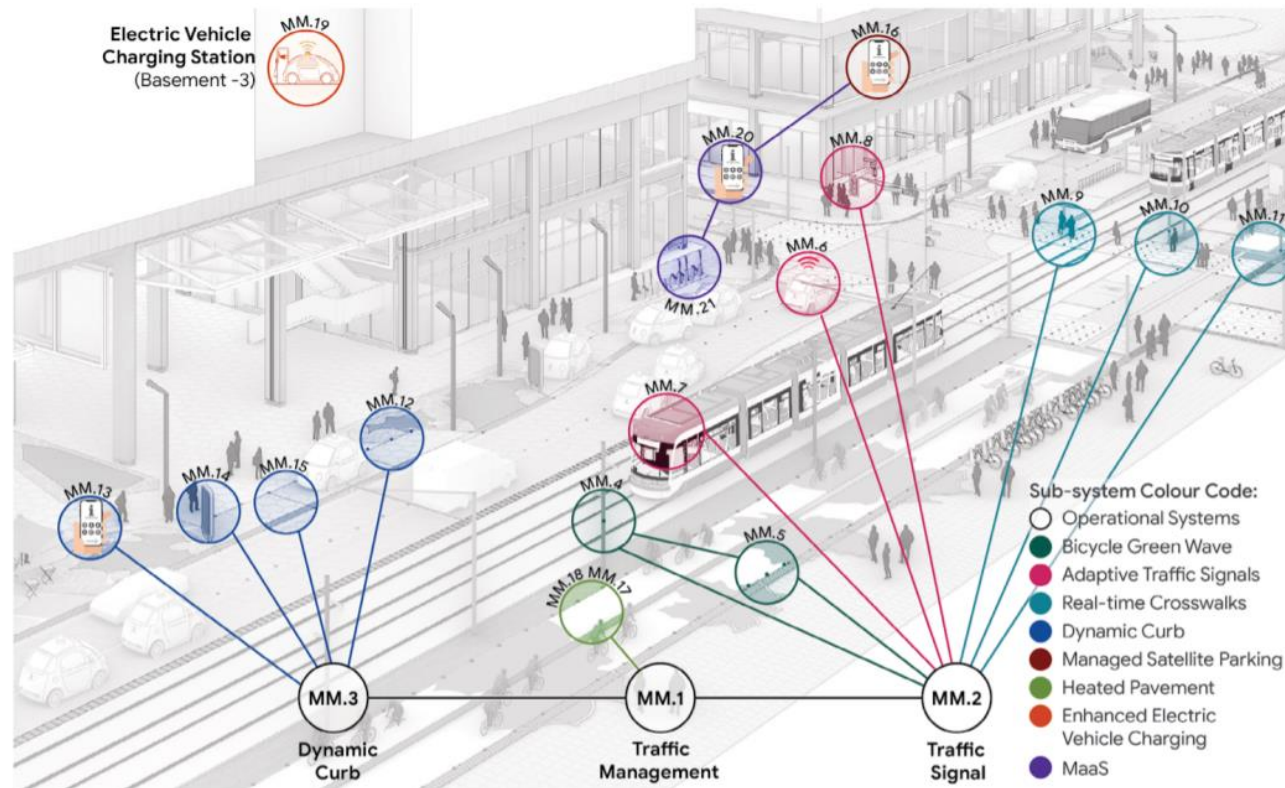 Electric Vehicle
Charging Station
(Basement -3)
MM.19
MM.16
MM.20
MM.8
MM.9
MM.10
MM.11
MM.6
MM.21
MM.7
MM.12
MM.15
MM.14
MM.13
MM.4
MM.5
MM.18 MM.17
MM.3
MM.1
MM.2
Dynamic
Curb
Traffic
Management
Traffic
Signal
Sub-system Colour Code:
Operational Systems
Bicycle Green Wave
Adaptive Traffic Signals
Real-time Crosswalks
Dynamic Curb
Managed Satellite Parking
Heated Pavement
Enhanced Electric
Vehicle Charging
MaaS